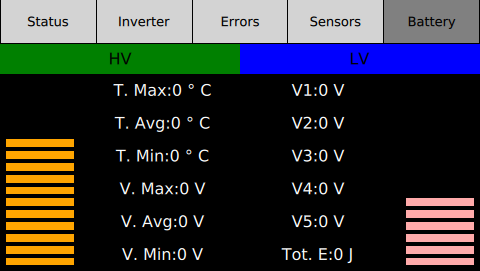 Status Inverter Errors Sensors Battery
HV LV
T. Max:0 ° C V1:0 V
T. Avg:0 ° C V2:0 V
T. Min:0 ° C V3:0 V
V. Max:0 V V4:0 V
V. Avg:0 V V5:0 V
V. Min:0 V Tot. E:0 J